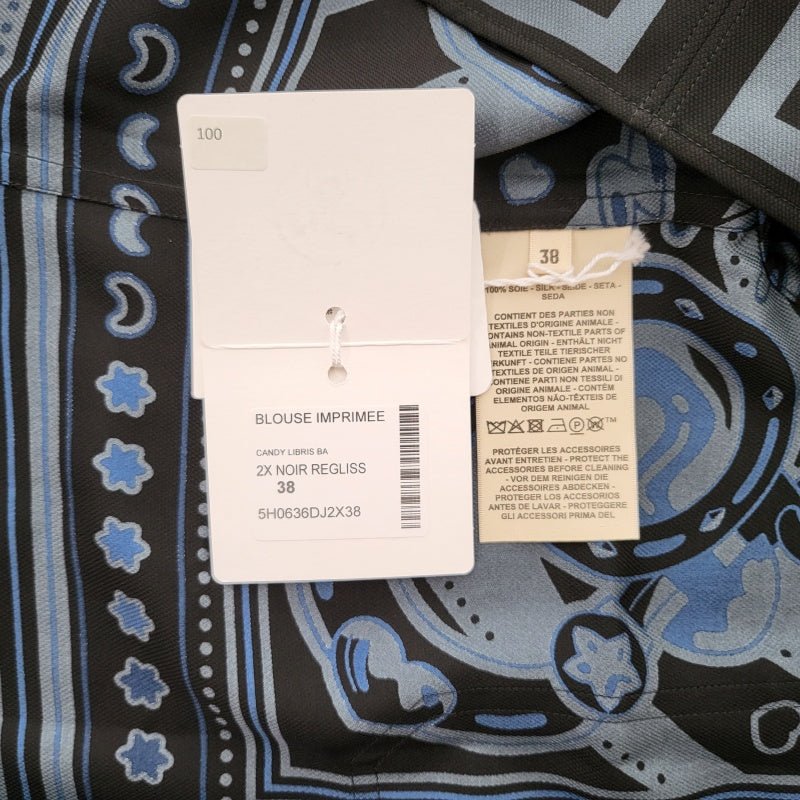 100
BLOUSE IMPRIMEE
CANDY LIBRIS BA
2X NOIR REGLISS
38
5H0636DJ2X38
38
100% SOIE - SILK - SEIDE - SETA -
SEDA
CONTIENT DES PARTIES NON
TEXTILES D'ORIGINE ANIMALE -
CONTAINS NON-TEXTILE PARTS OF
ANIMAL ORIGIN - ENTHÄLT NICHT
TEXTILE TEILE TIERISCHER
HERKUNFT - CONTIENE PARTES NO
TEXTILES DE ORIGEN ANIMAL -
CONTIENE PARTI NON TESSILI DI
ORIGINE ANIMALE - CONTÉM
ELEMENTOS NÃO-TÊXTEIS DE
ORIGEM ANIMAL
P TM
PROTÉGER LES ACCESSOIRES
AVANT ENTRETIEN - PROTECT THE
ACCESSORIES BEFORE CLEANING
- VOR DEM REINIGEN DIE
ACCESSOIRES ABDECKEN -
PROTEGER LOS ACCESORIOS
ANTES DE LAVAR - PROTEGGERE
GLI ACCESSORI PRIMA DEL